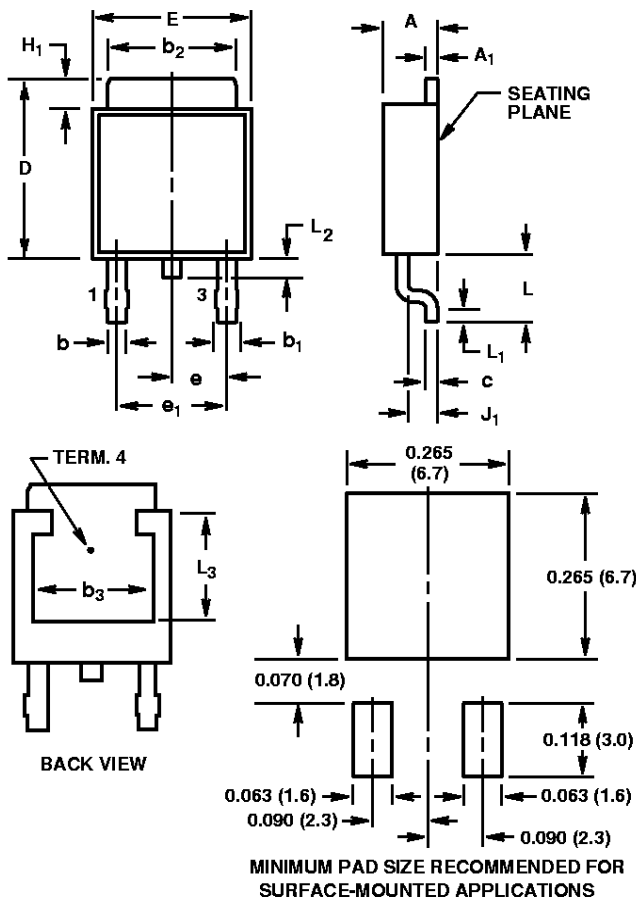 E
A
H1
b2
A1
SEATING
PLANE
D
L2
1
3
L
b
b1
L1
e
c
e1
J1
TERM. 4
0.265
(6.7)
L3
b3
0.265 (6.7)
0.070 (1.8)
0.118 (3.0)
BACK VIEW
0.063 (1.6)
0.063 (1.6)
0.090 (2.3)
0.090 (2.3)
MINIMUM PAD SIZE RECOMMENDED FOR
SURFACE-MOUNTED APPLICATIONS